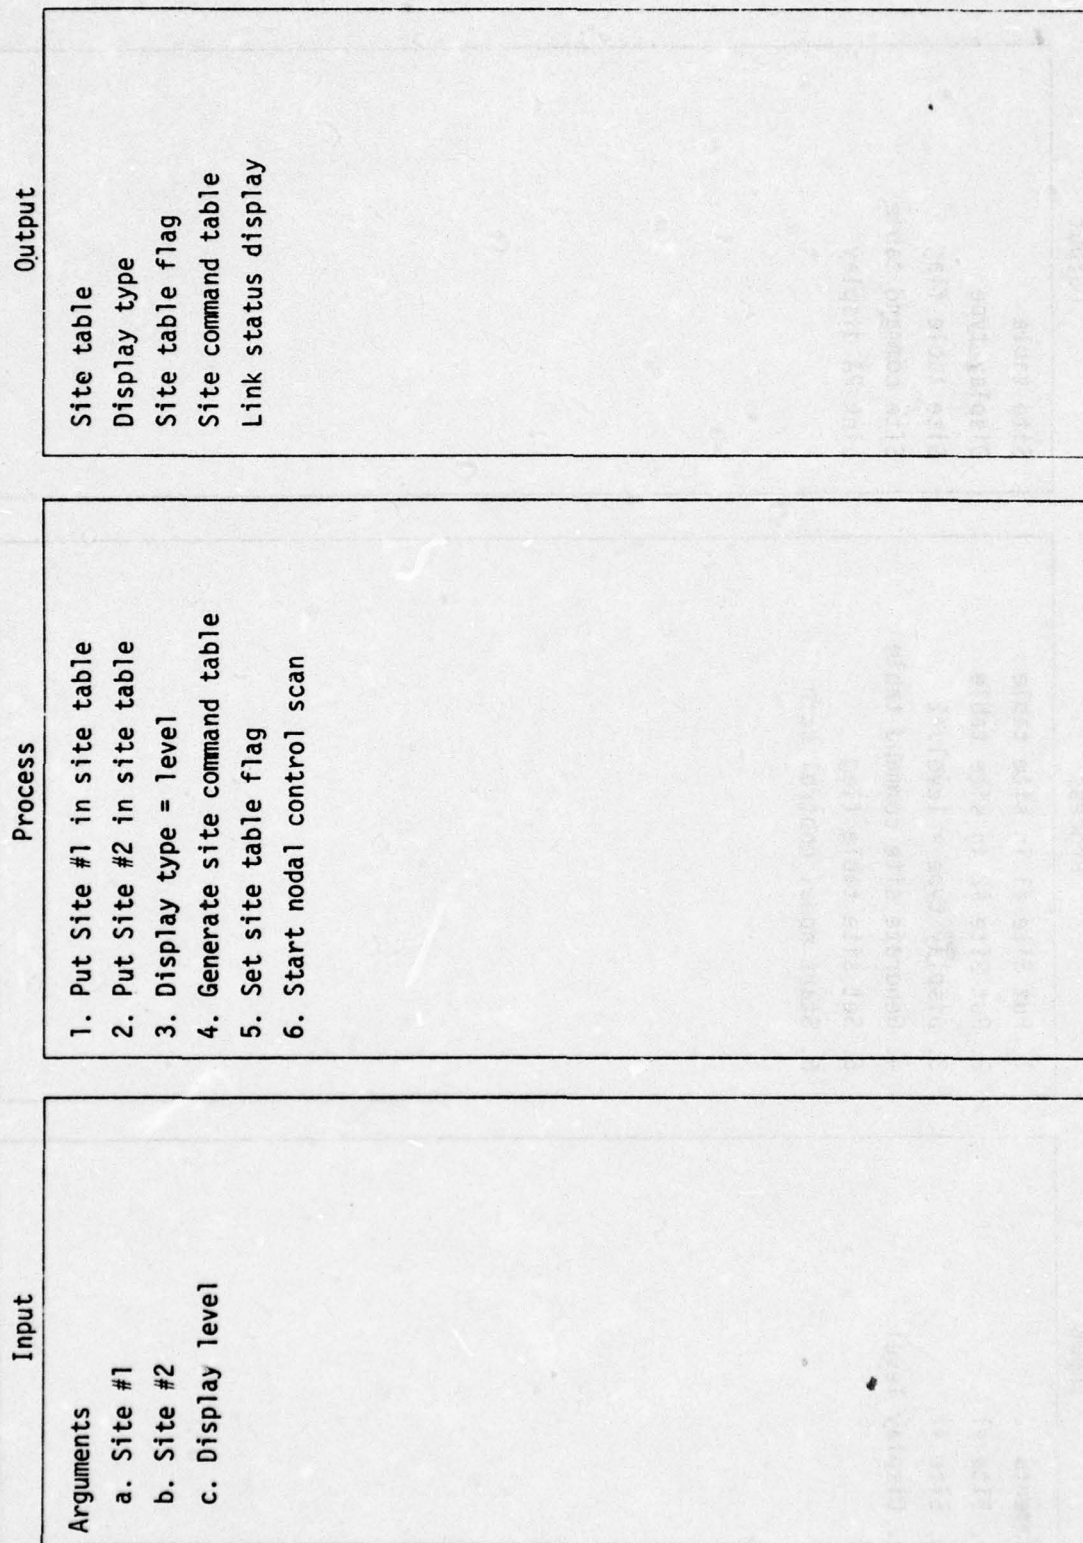 Input
Arguments
a. Site #1
b. Site #2
c. Display level
Process
1. Put Site #1 in site table
2. Put Site #2 in site table
3. Display type = level
4. Generate site command table
5. Set site table flag
6. Start nodal control scan
Output
Site table
Display type
Site table flag
Site command table
Link status display